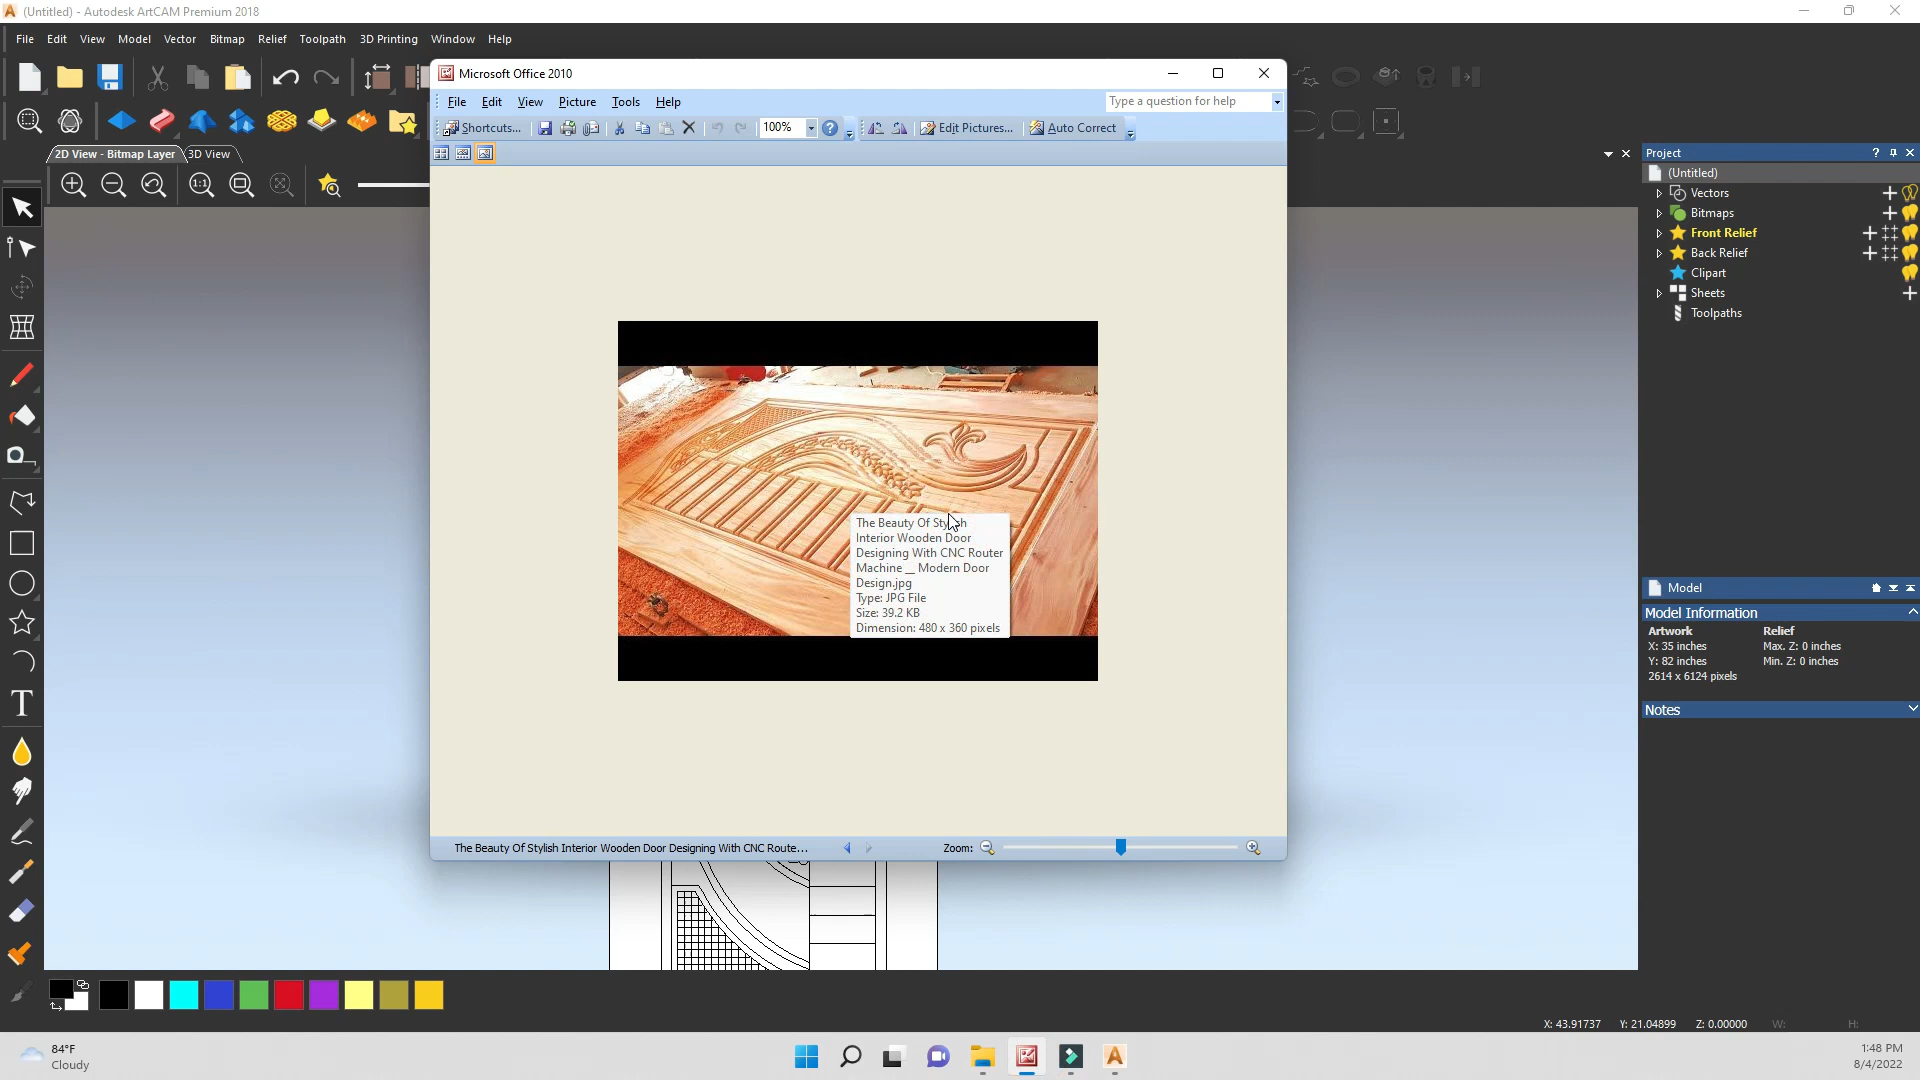 (Untitled) - Autodesk ArtCAM Premium 2018
File Edit View Model Vector Bitmap Relief Toolpath 3D Printing Window Help
Microsoft Office 2010
File Edit View Picture Tools Help
Type a question for help
Shortcuts...
100%
Edit Pictures...
Auto Correct
2D View - Bitmap Layer
3D View
1:1
The Beauty Of Stylish
Interior Wooden Door
Designing With CNC Router
Machine __ Modern Door
Design.jpg
Type: JPG File
Size: 39.2 KB
Dimension: 480 x 360 pixels
The Beauty Of Stylish Interior Wooden Door Designing With CNC Route...
Zoom:
Project
(Untitled)
Vectors
Bitmaps
Front Relief
Back Relief
Clipart
Sheets
Toolpaths
Model
Model Information
Artwork Relief
X: 35 inches Max. Z: 0 inches
Y: 82 inches Min. Z: 0 inches
2614 x 6124 pixels
Notes
X: 43.91737 Y: 21.04899 Z: 0.00000 W: H:
84°F
Cloudy
1:48 PM
8/4/2022